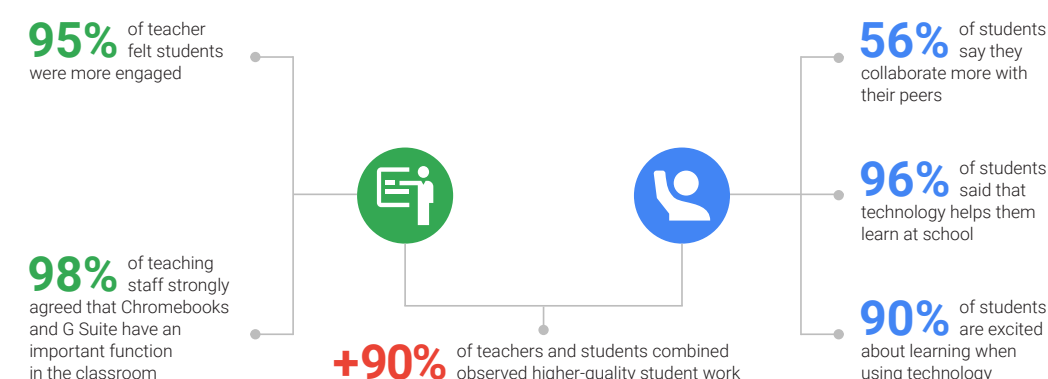 95% of teacher
felt students
were more engaged
98% of teaching
staff strongly
agreed that Chromebooks
and G Suite have an
important function
in the classroom
+90% of teachers and students combined
observed higher-quality student work
56% of students
say they
collaborate more with
their peers
96% of students
said that
technology helps them
learn at school
90% of students
are excited
about learning when
using technology